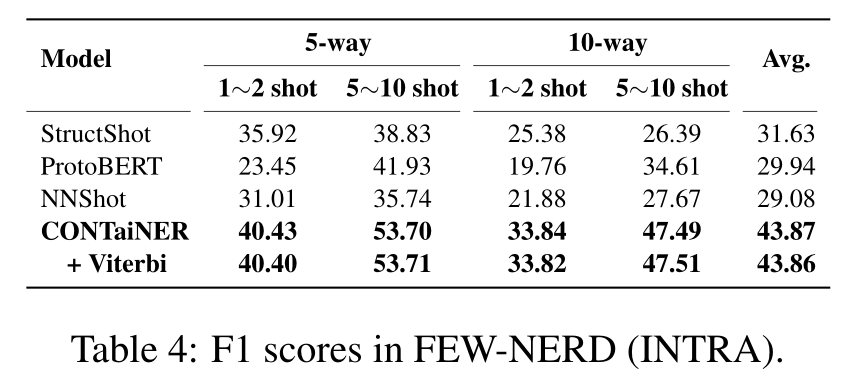 Model 5-way 10-way Avg.
1∼2 shot 5∼10 shot 1∼2 shot 5∼10 shot
StructShot 35.92 38.83 25.38 26.39 31.63
ProtoBERT 23.45 41.93 19.76 34.61 29.94
NNShot 31.01 35.74 21.88 27.67 29.08
CONTaiNER 40.43 53.70 33.84 47.49 43.87
+ Viterbi 40.40 53.71 33.82 47.51 43.86
Table 4: F1 scores in FEW-NERD (INTRA).